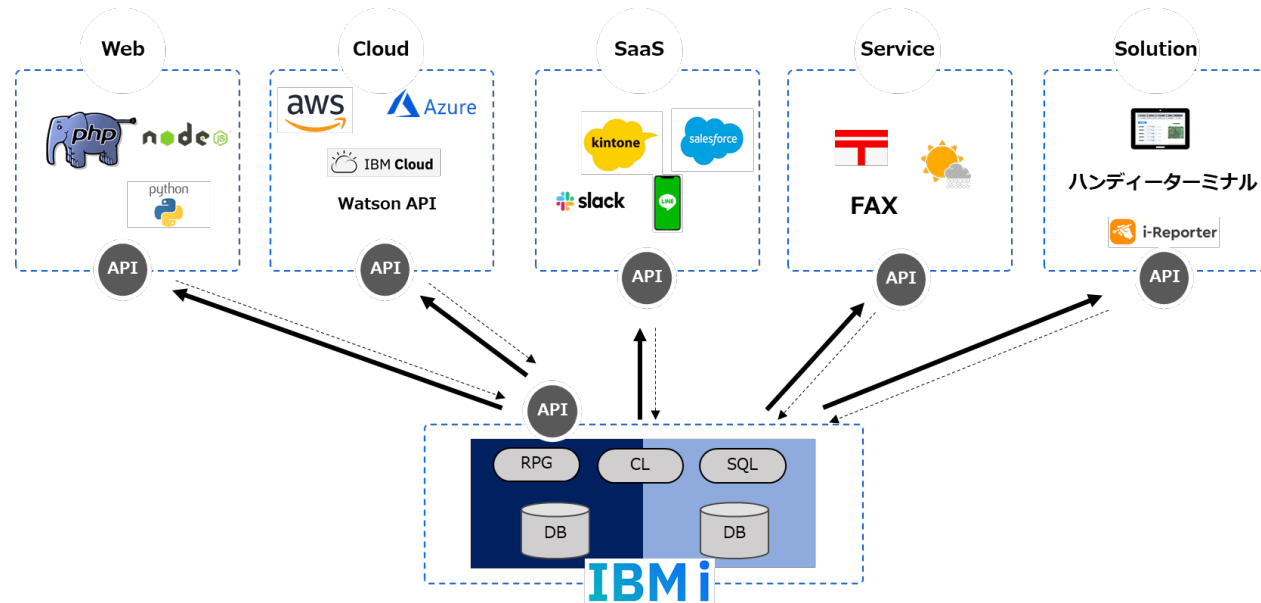 Web
Cloud
SaaS
Service
Solution
php
node
JS
python
aws
Azure
IBM Cloud
Watson API
kintone
salesforce
slack
LINE
FAX
ハンディーターミナル
i-Reporter
API
API
API
API
API
API
RPG
CL
SQL
DB
DB
IBM i